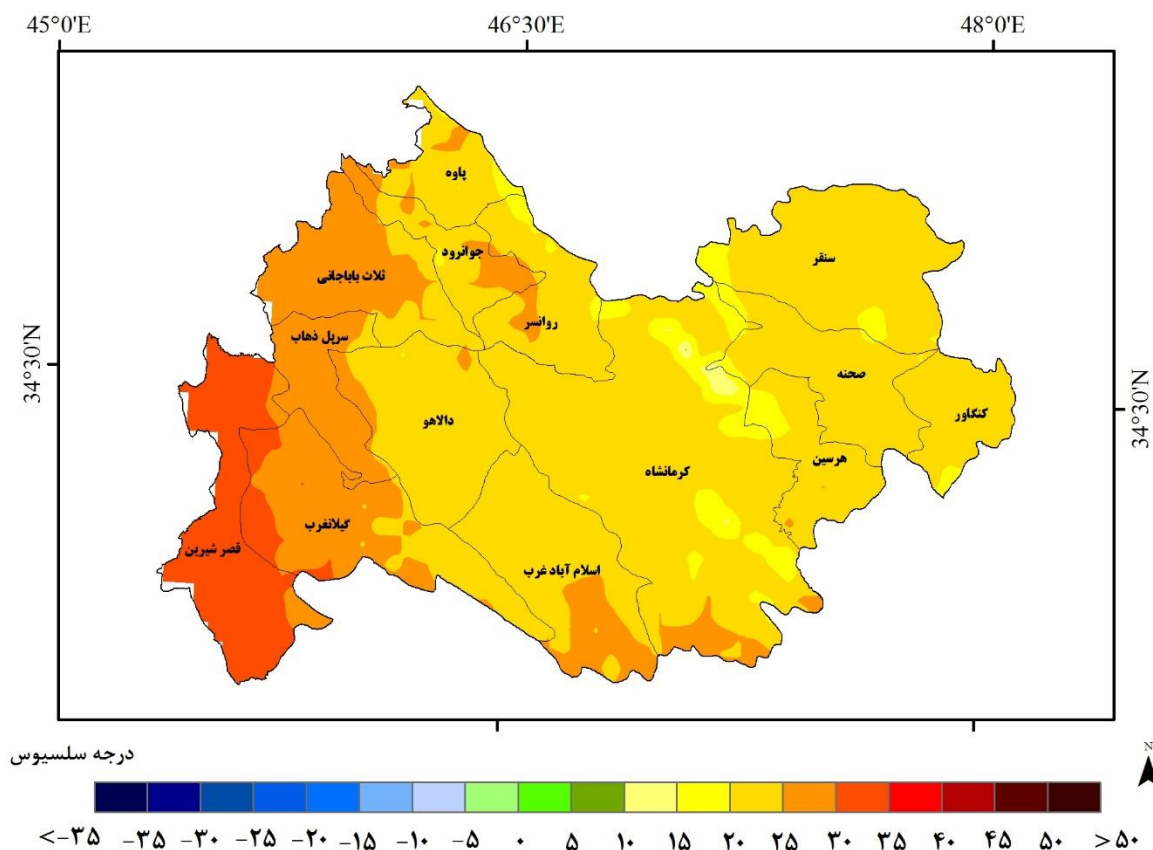 45°0'E 46°30'E 48°0'E
34°30'N
34°30'N
پاوه
جوانرود
ثلاث باباجانی
روانسر
سرپل ذهاب
سنقر
صحنه
کنگاور
دالاهو
هرسین
کرمانشاه
گیلانغرب
قصر شیرین
اسلام آباد غرب
درجه سلسیوس
N
<-۳۵ -۳۵ -۳۰ -۲۵ -۲۰ -۱۵ -۱۰ -۵ ۰ ۵ ۱۰ ۱۵ ۲۰ ۲۵ ۳۰ ۳۵ ۴۰ ۴۵ ۵۰ >۵۰